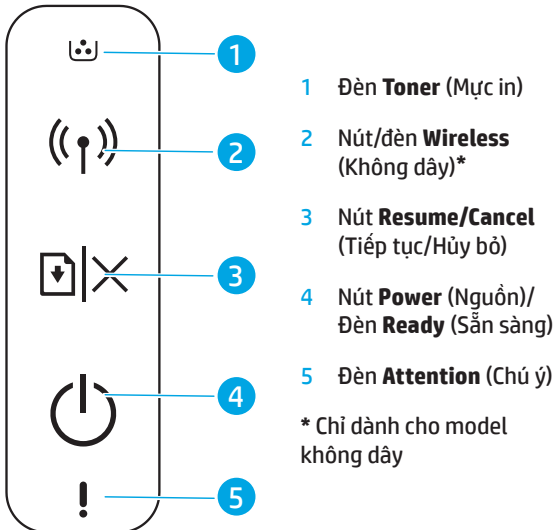 1
2
3
4
5
1 Đèn Toner (Mực in)
2 Nút/đèn Wireless
(Không dây)*
3 Nút Resume/Cancel
(Tiếp tục/Hủy bỏ)
4 Nút Power (Nguồn)/
Đèn Ready (Sẵn sàng)
5 Đèn Attention (Chú ý)
* Chỉ dành cho model
không dây